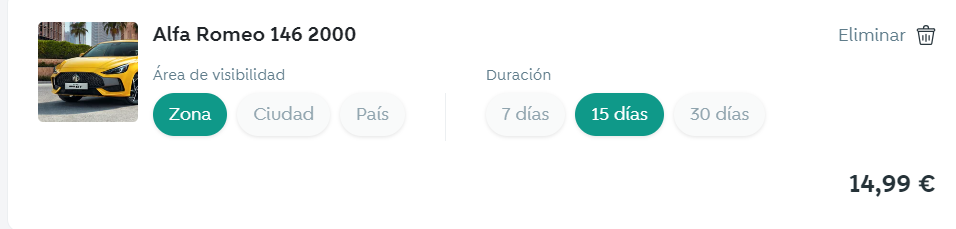 Alfa Romeo 146 2000
Eliminar
Área de visibilidad
Duración
Zona
Ciudad
País
7 días
15 días
30 días
14,99 €